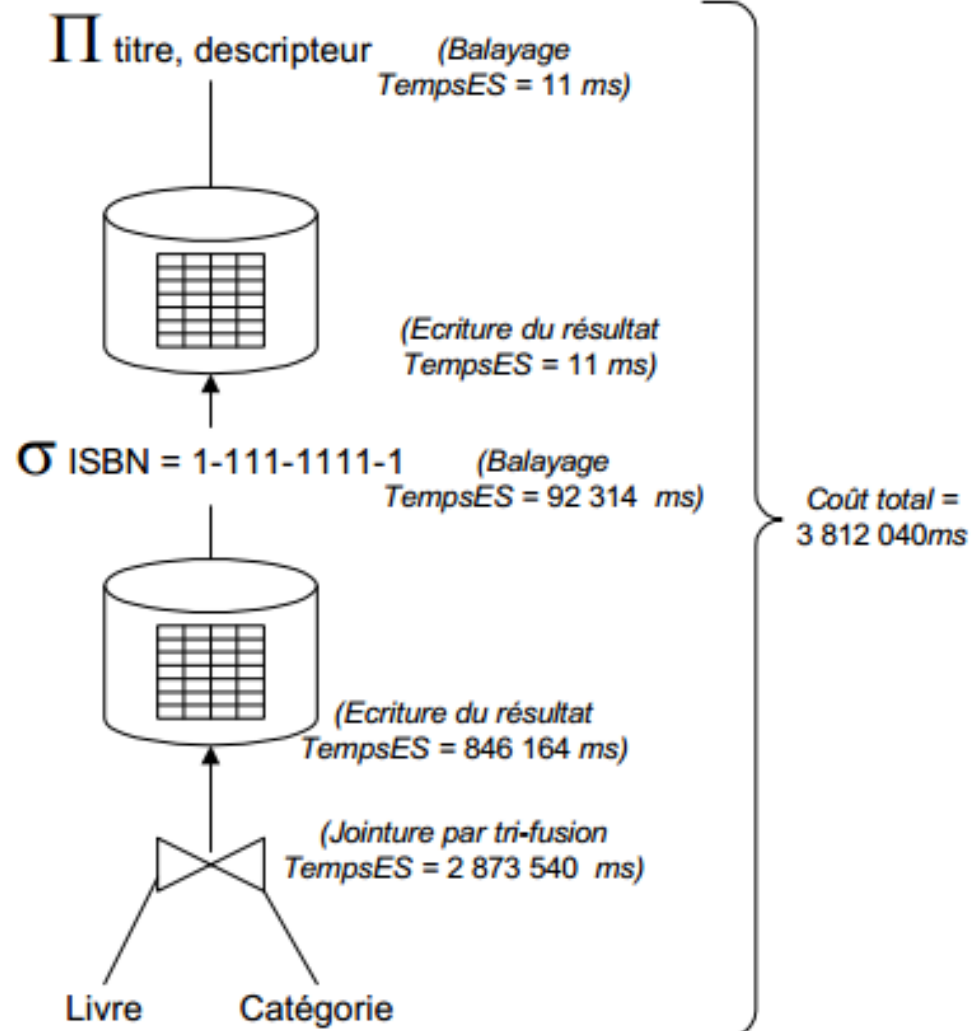 ∏ titre, descripteur (Balayage
TempsES = 11 ms)
(Ecriture du résultat
TempsES = 11 ms)
σ ISBN = 1-111-1111-1 (Balayage
TempsES = 92 314 ms)
Coût total =
3 812 040ms
(Ecriture du résultat
TempsES = 846 164 ms)
(Jointure par tri-fusion
TempsES = 2 873 540 ms)
Livre Catégorie